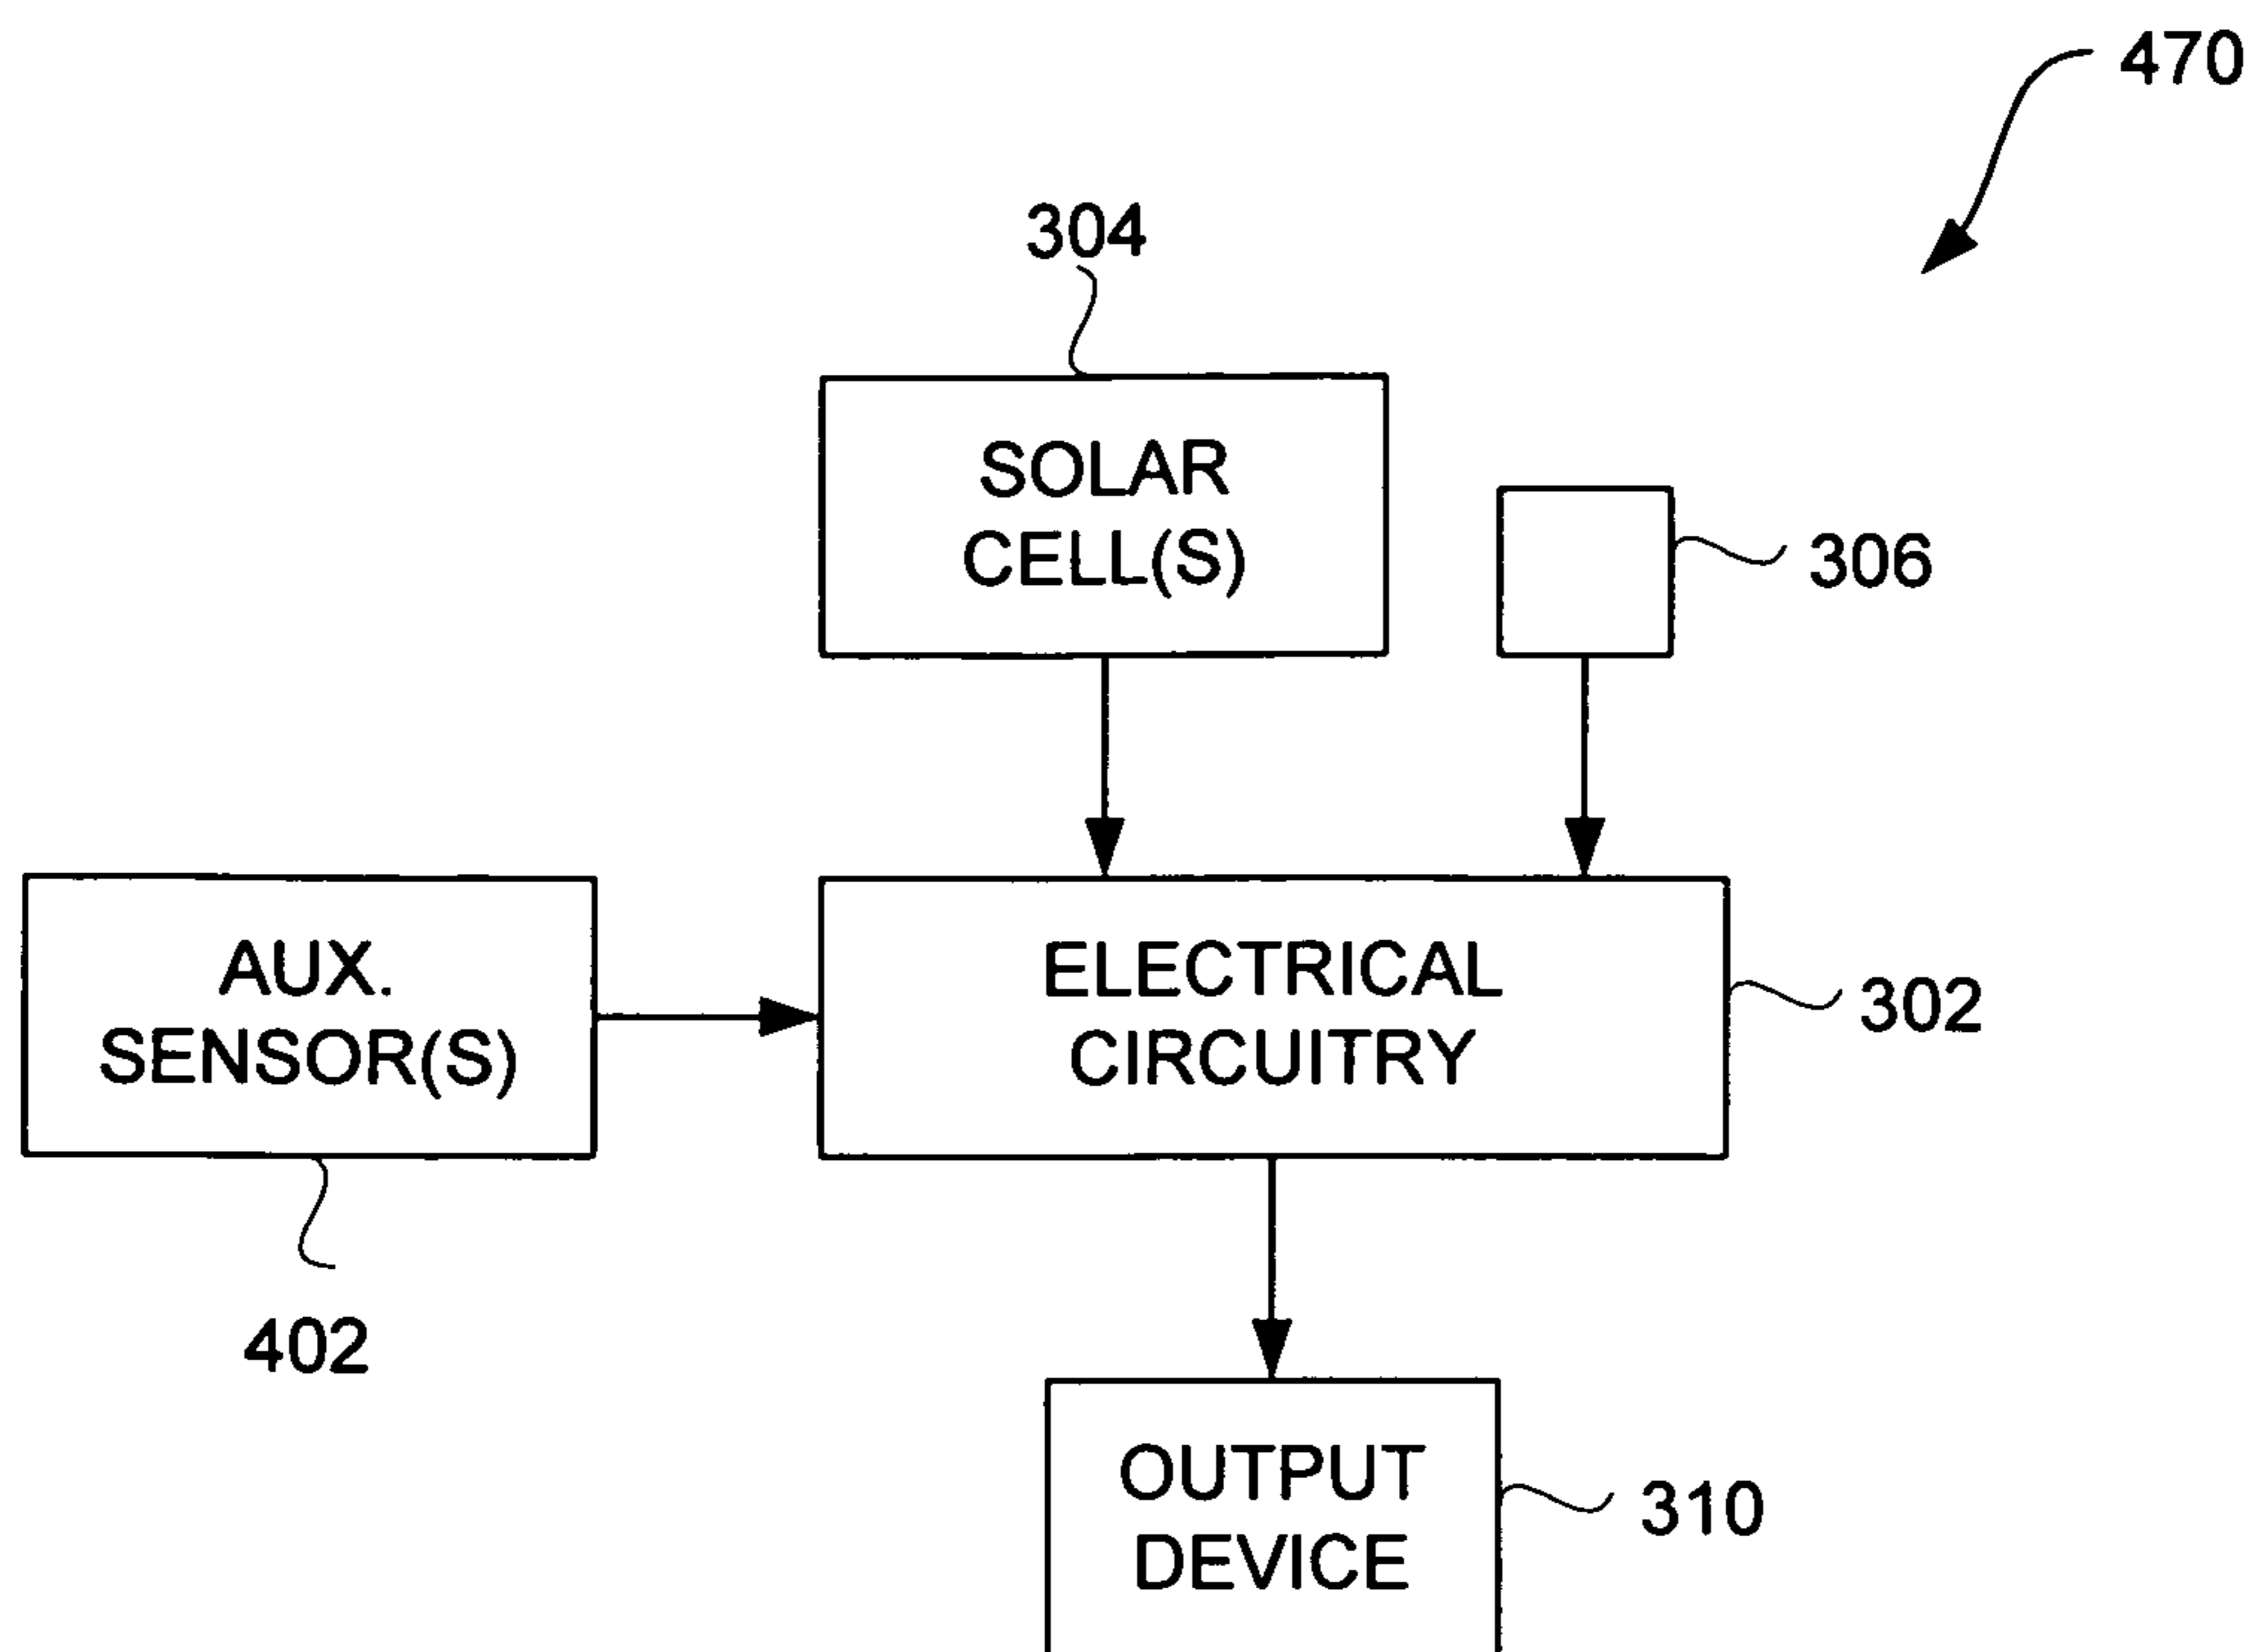 470
304
SOLAR
CELL(S)
306
AUX.
SENSOR(S)
ELECTRICAL
CIRCUITRY
302
402
OUTPUT
DEVICE
310